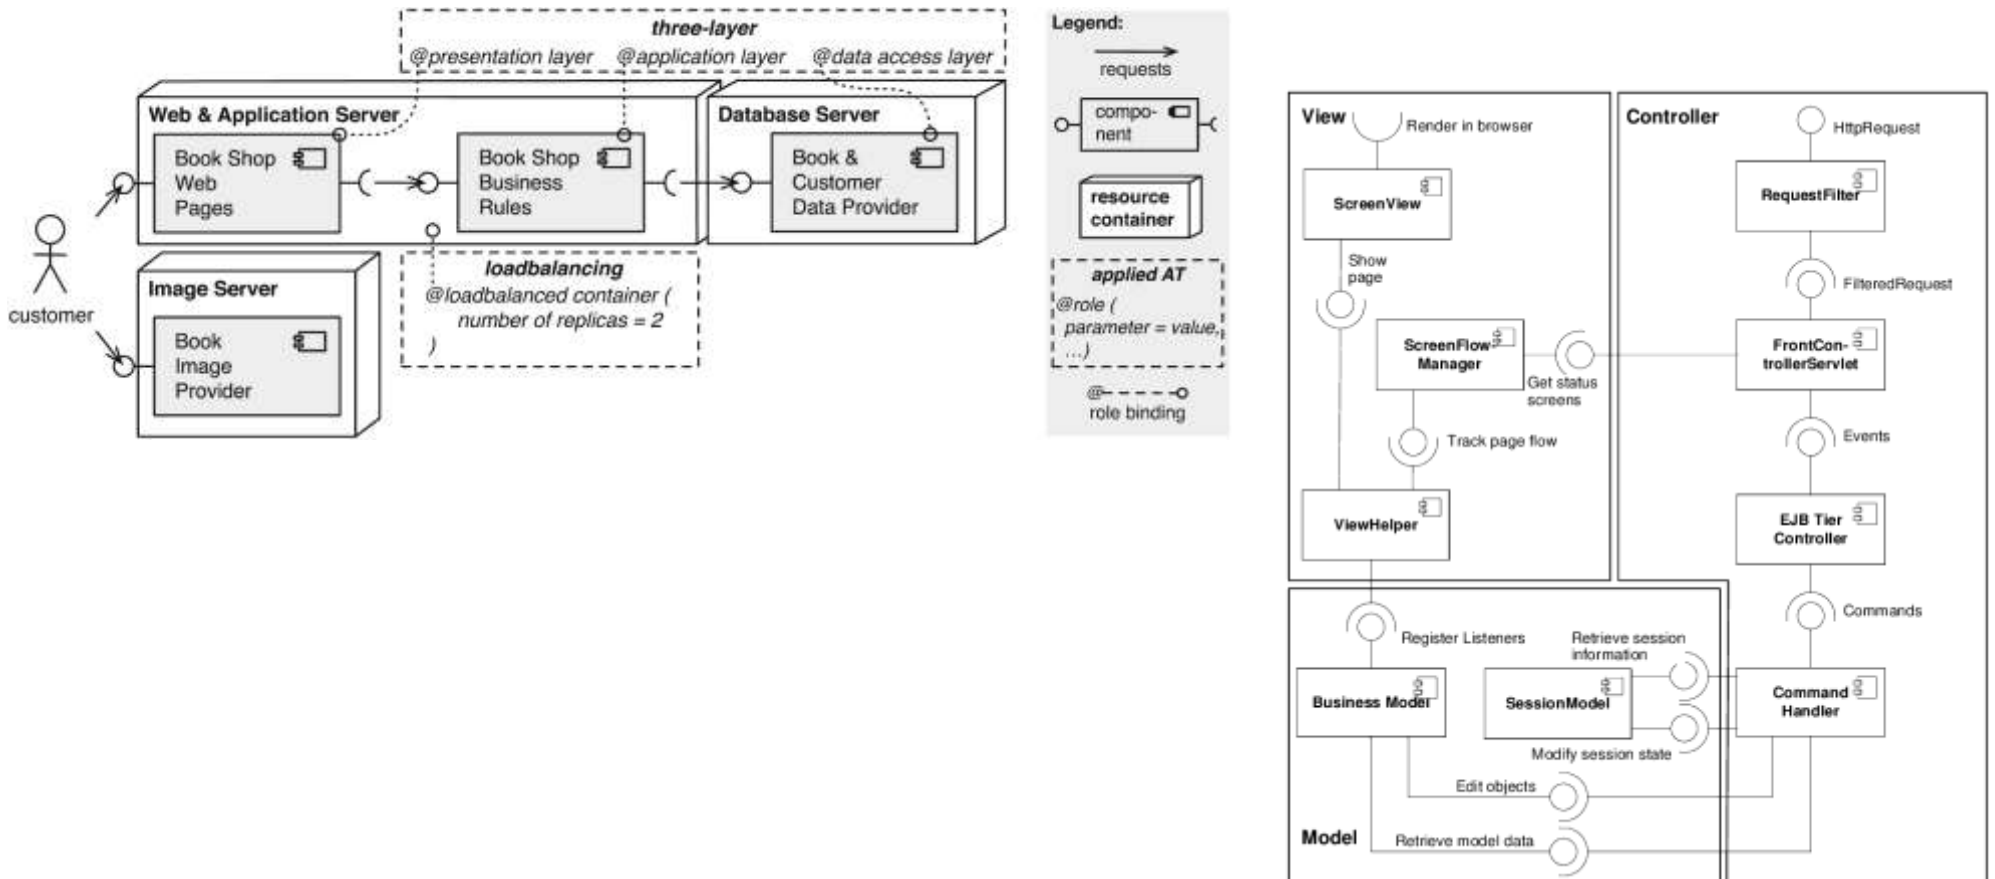 three-layer
@presentation layer @application layer @data access layer
Web & Application Server
Database Server
Book Shop
Web
Pages
Book Shop
Business
Rules
Book &
Customer
Data Provider
customer
loadbalancing
@loadbalanced container (
number of replicas = 2
)
Image Server
Book
Image
Provider
Legend:
requests
compo-
nent
resource
container
applied AT
@role (
parameter = value,
...)
@
role binding
View
Render in browser
ScreenView
Show
page
ScreenFlow
Manager
Get status
screens
Track page flow
ViewHelper
Controller
HttpRequest
RequestFilter
FilteredRequest
FrontCon-
trollerServlet
Events
EJB Tier
Controller
Commands
Command
Handler
Register Listeners
Retrieve session
information
Business Model
SessionModel
Modify session state
Edit objects
Model
Retrieve model data